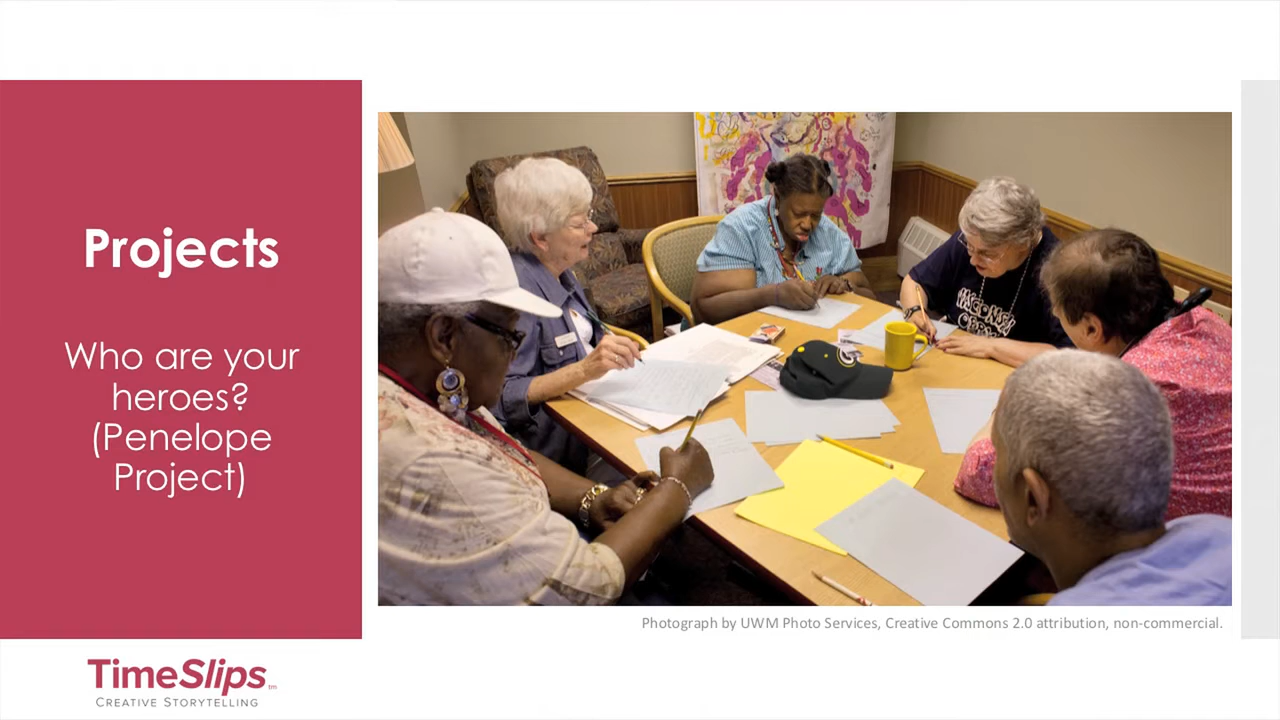 Projects
Who are your
heroes?
(Penelope
Project)
Photograph by UWM Photo Services, Creative Commons 2.0 attribution, non-commercial.
TimeSlips™
CREATIVE STORYTELLING